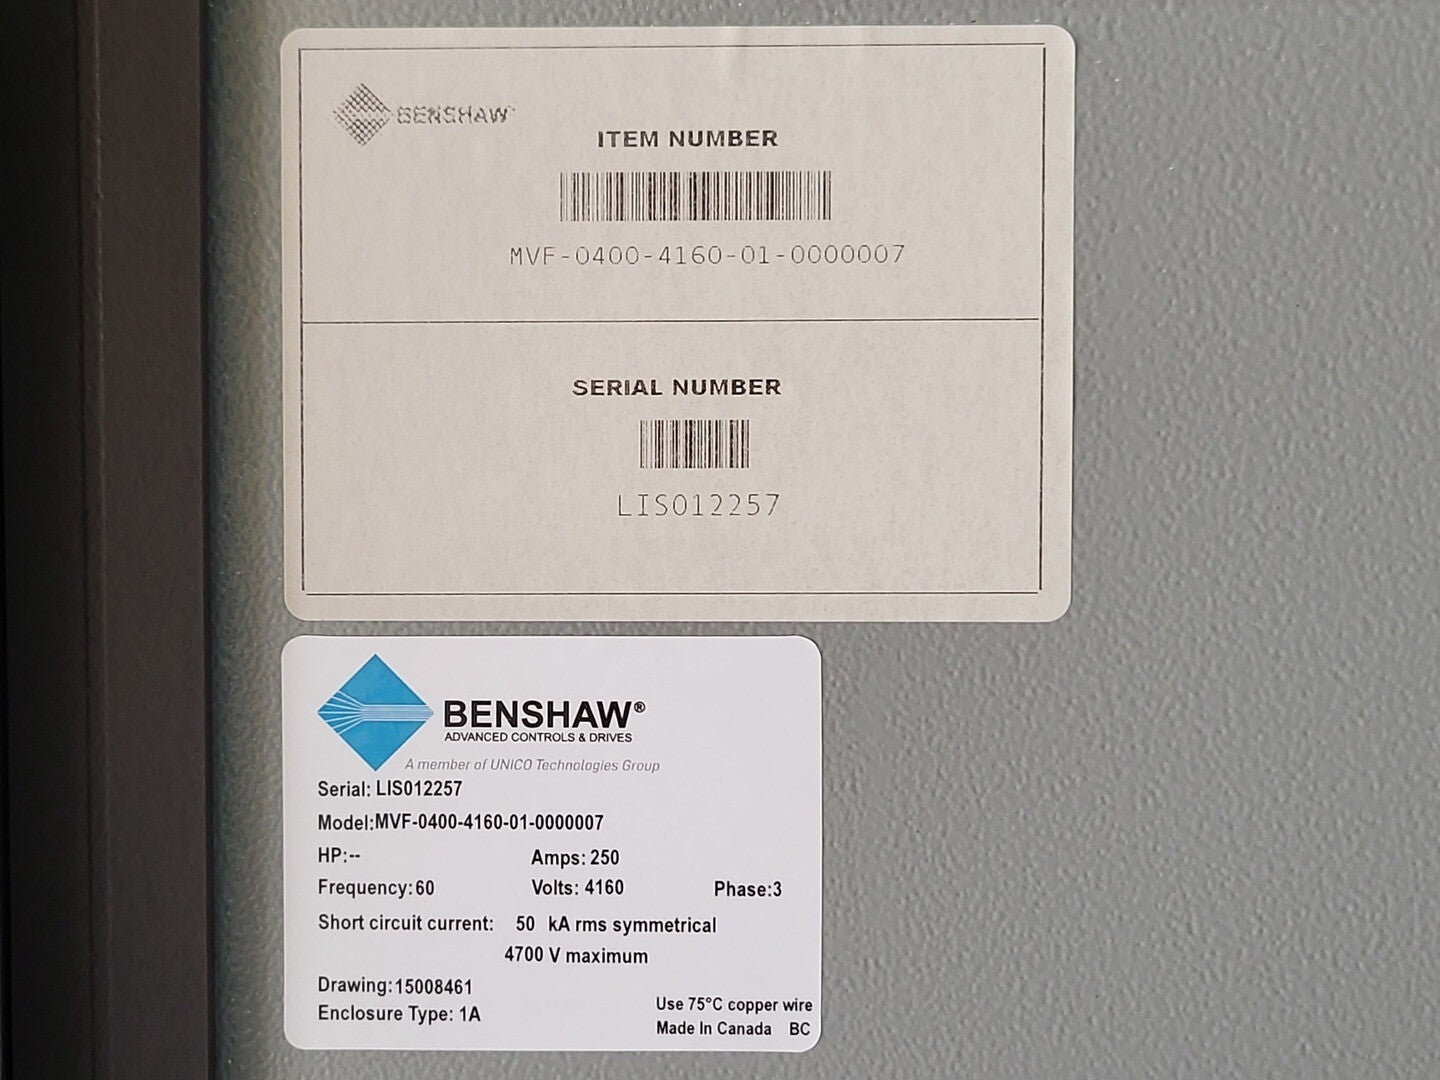 BENSHAW
ITEM NUMBER
MVF-0400-4160-01-0000007
SERIAL NUMBER
LIS012257
BENSHAW®
ADVANCED CONTROLS & DRIVES
A member of UNICO Technologies Group
Serial: LIS012257
Model:MVF-0400-4160-01-0000007
HP:-- Amps: 250
Frequency:60 Volts: 4160 Phase:3
Short circuit current: 50 kA rms symmetrical
4700 V maximum
Drawing:15008461
Enclosure Type: 1A
Use 75°C copper wire
Made In Canada BC